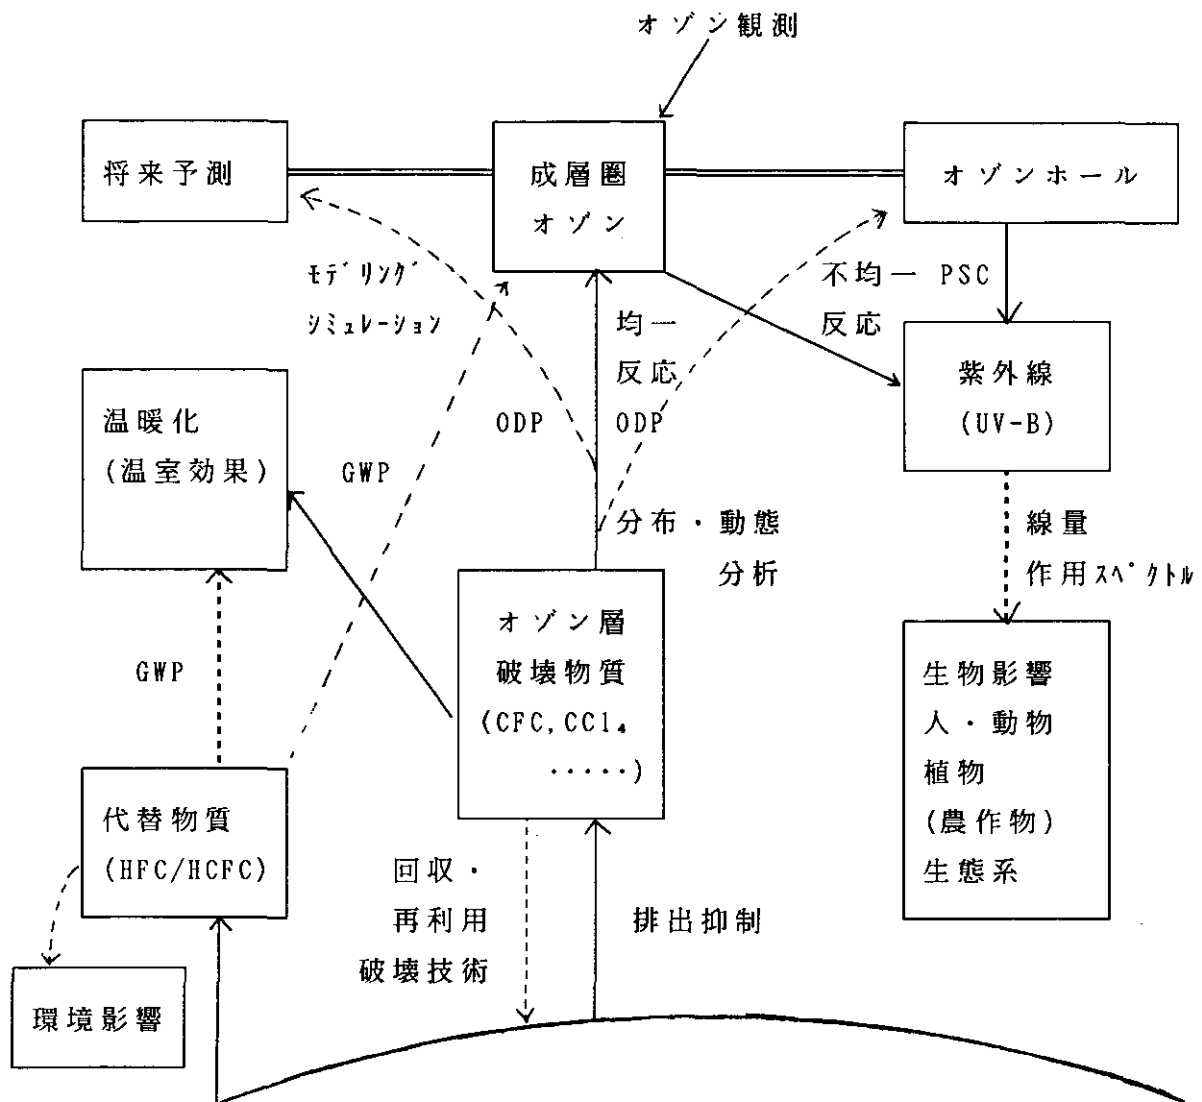 オゾン観測
将来予測
成層圏
オゾン
オゾンホール
モデリング
シミュレーション
均一
反応
ODP
ODP
不均一 PSC
反応
紫外線
(UV-B)
温暖化
(温室効果)
GWP
分布・動態
分析
線量
作用スペクトル
オゾン層
破壊物質
(CFC,CCl₄
·····)
GWP
生物影響
人・動物
植物
(農作物)
生態系
代替物質
(HFC/HCFC)
回収・
再利用
破壊技術
排出抑制
環境影響